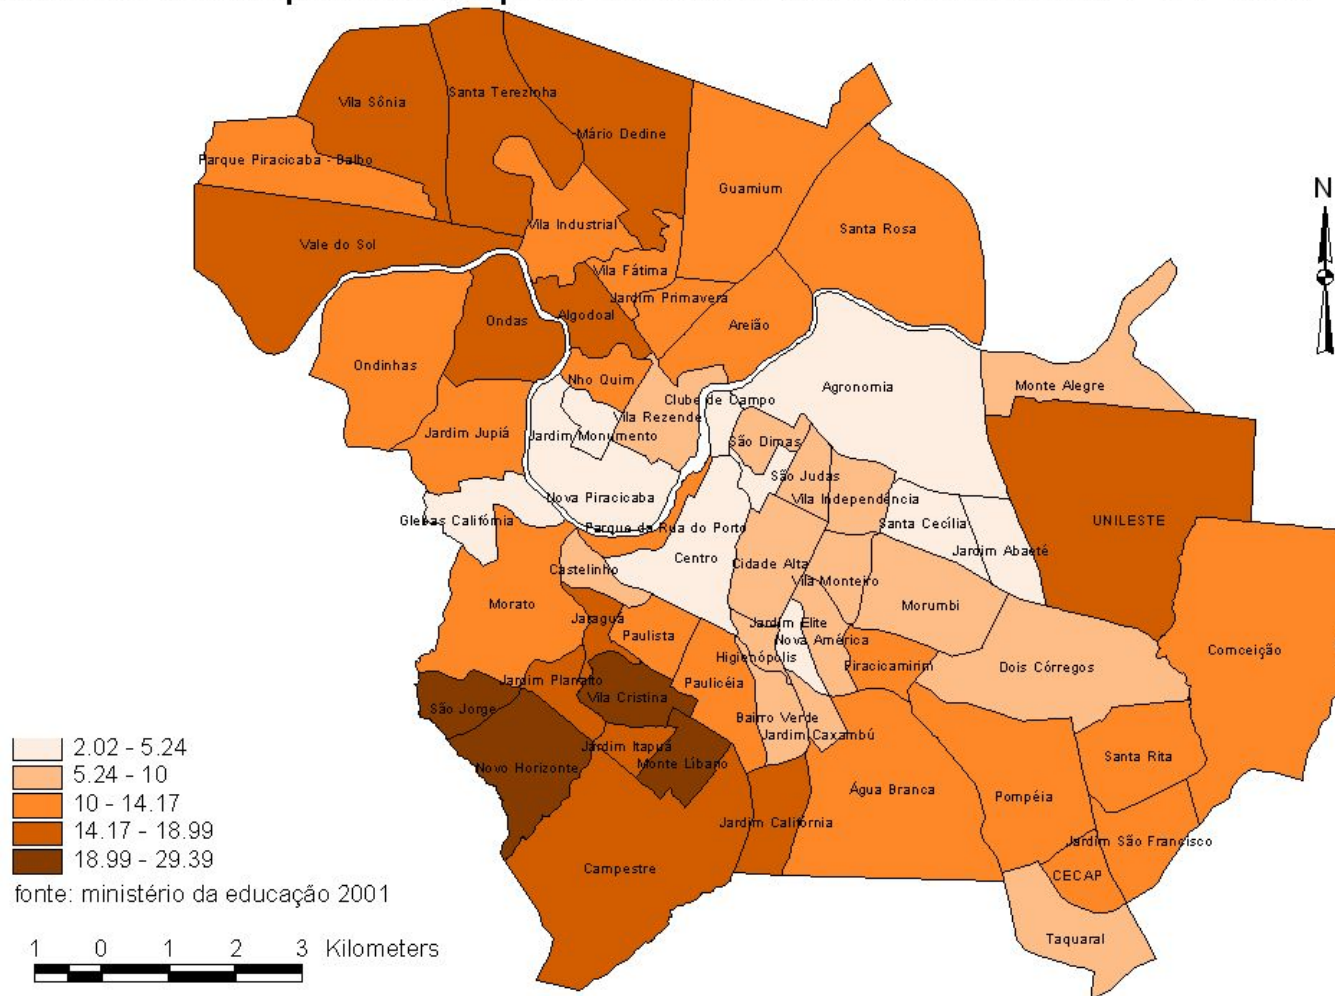 Vila Sônia
Santa Terezinha
Mário Dedine
Parque Piracicaba - Balbo
Guamium
N
Vila Industrial
Santa Rosa
Vale do Sol
Vila Fátima
Jardim Primavera
Algodoal
Ondas
Areião
Ondinhas
Nho Quim
Agronomia
Monte Alegre
Clube de Campo
Vila Rezende
Jardim Jupiá
Jardim Monumento
São Dimas
São Judas
Nova Piracicaba
Vila Independência
Glebas Califórnia
Parque da Rua do Porto
Santa Cecília
UNILESTE
Centro
Jardim Abaeté
Castelinho
Cidade Alta
Vila Monteiro
Morato
Morumbi
Jaraguá
Paulista
Jardim Elite
Nova América
Comceição
Higienópolis
Piracicamirim
Dois Córregos
Jardim Planalto
Paulicéia
Vila Cristina
São Jorge
Bairro Verde
Jardim Caxambú
Jardim Itapuá
Monte Líbano
Santa Rita
Novo Horizonte
Água Branca
Pompéia
Jardim Califórnia
Jardim São Francisco
Campestre
CECAP
Taquaral
2.02 - 5.24
5.24 - 10
10 - 14.17
14.17 - 18.99
18.99 - 29.39
fonte: ministério da educação 2001
1 0 1 2 3 Kilometers